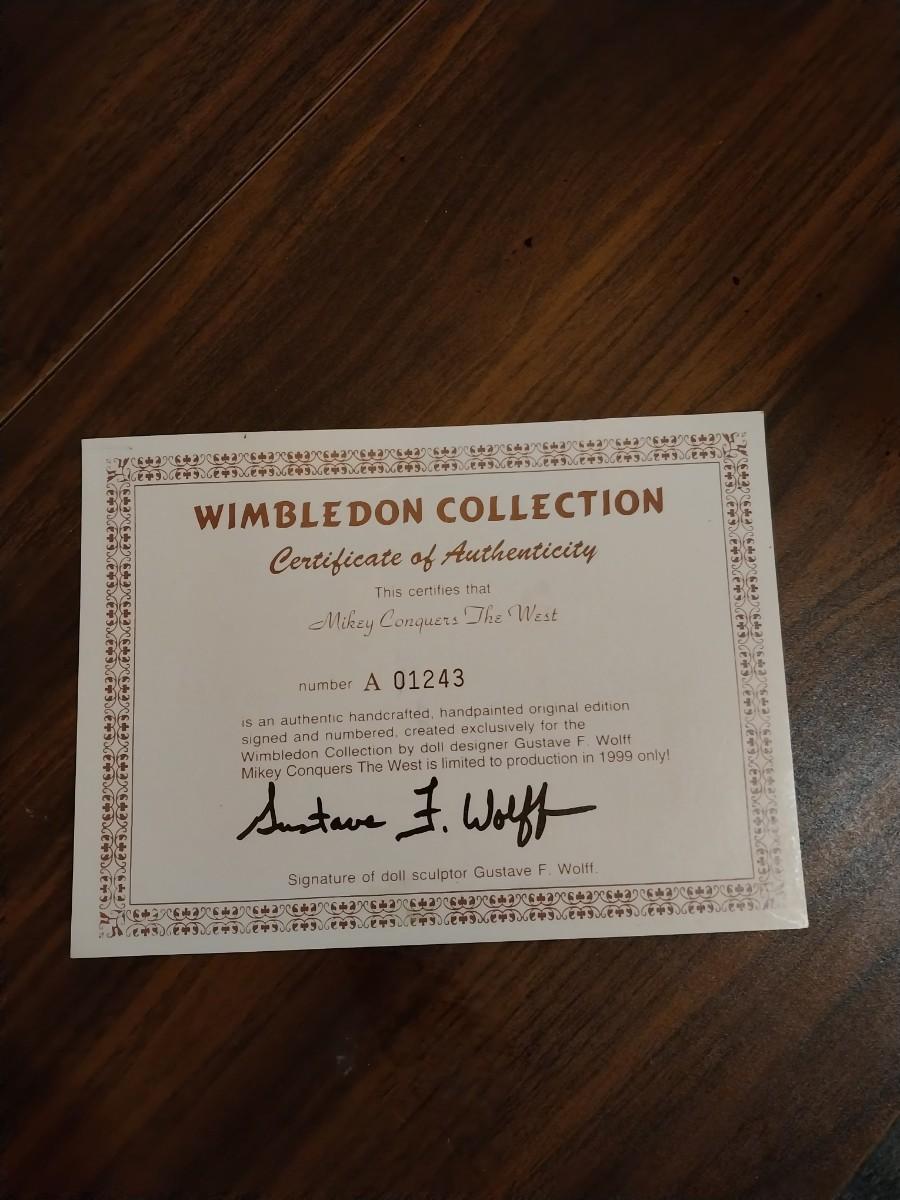 WIMBLEDON COLLECTION
Certificate of Authenticity
This certifies that
Mikey Conquers The West
number A 01243
is an authentic handcrafted, handpainted original edition
signed and numbered, created exclusively for the
Wimbledon Collection by doll designer Gustave F. Wolff
Mikey Conquers The West is limited to production in 1999 only!
Gustave F. Wolff
Signature of doll sculptor Gustave F. Wolff.